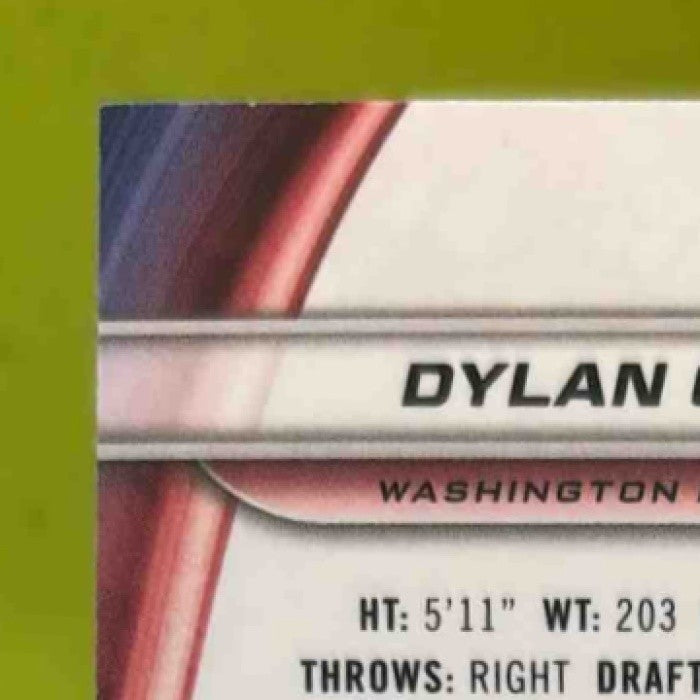 DYLAN
WASHINGTON
HT: 5'11" WT: 203
THROWS: RIGHT DRAFT